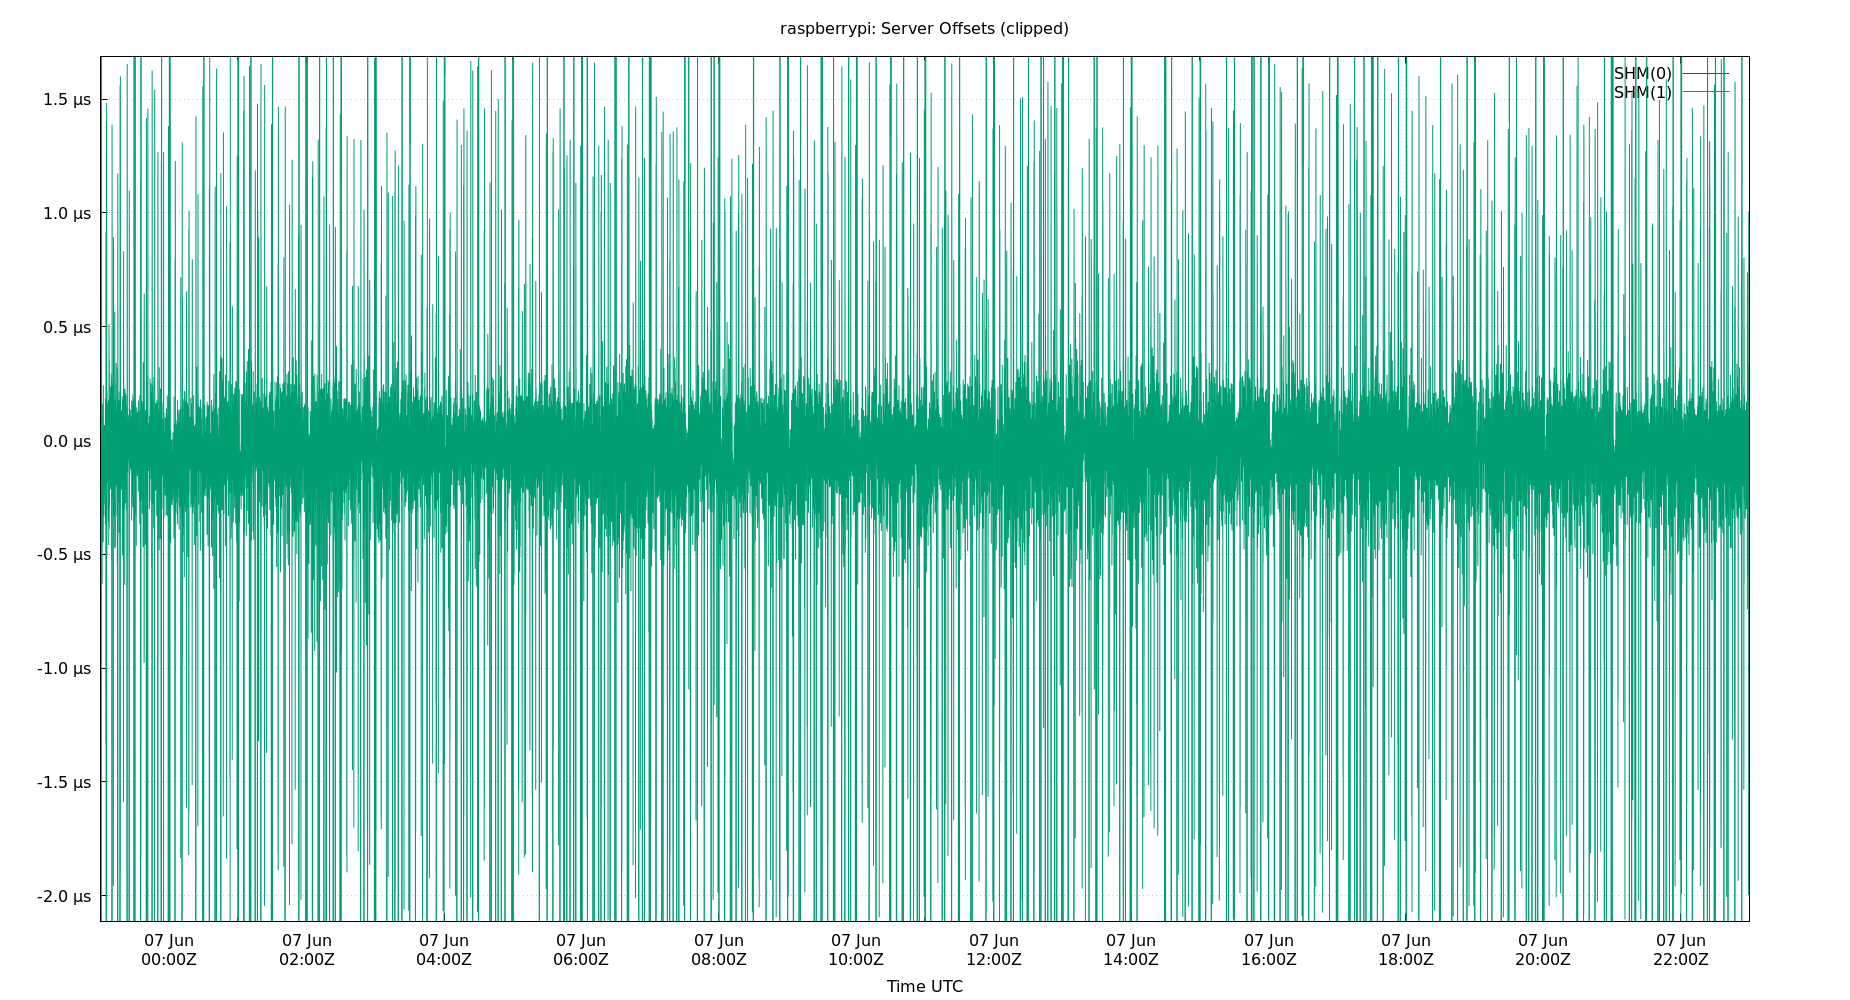 raspberrypi: Server Offsets (clipped)
SHM(0)
SHM(1)
1.5 µs
1.0 µs
0.5 µs
0.0 µs
-0.5 µs
-1.0 µs
-1.5 µs
-2.0 µs
07 Jun 07 Jun 07 Jun 07 Jun 07 Jun 07 Jun 07 Jun 07 Jun 07 Jun 07 Jun 07 Jun 07 Jun
00:00Z 02:00Z 04:00Z 06:00Z 08:00Z 10:00Z 12:00Z 14:00Z 16:00Z 18:00Z 20:00Z 22:00Z
Time UTC